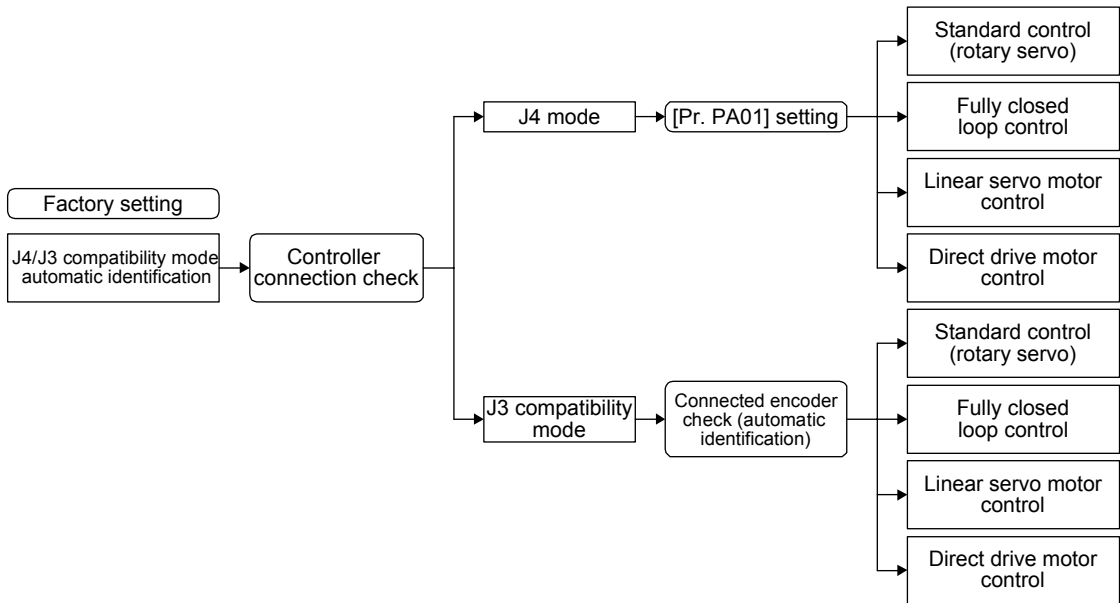 Factory setting
J4/J3 compatibility mode
automatic identification
Controller
connection check
J4 mode
[Pr. PA01] setting
Standard control
(rotary servo)
Fully closed
loop control
Linear servo motor
control
Direct drive motor
control
J3 compatibility
mode
Connected encoder
check (automatic
identification)
Standard control
(rotary servo)
Fully closed
loop control
Linear servo motor
control
Direct drive motor
control